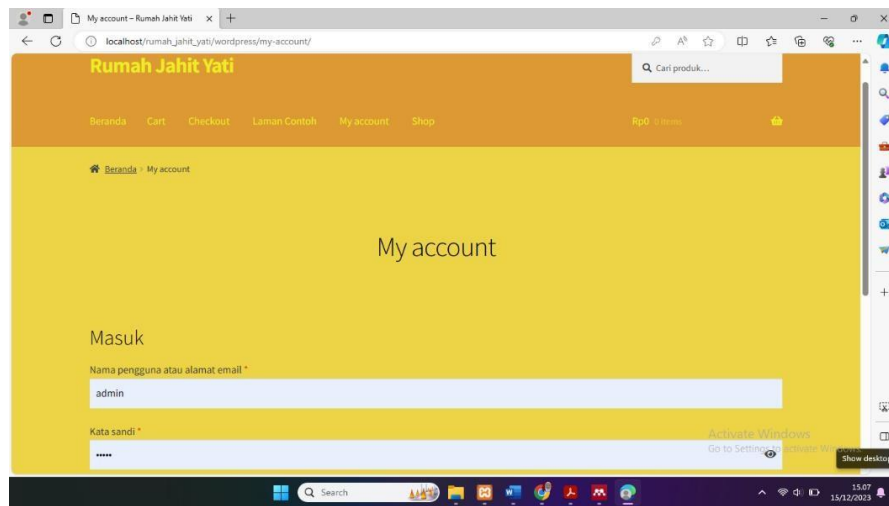 My account – Rumah Jahit Yati
localhost/rumah_jahit_yati/wordpress/my-account/
Rumah Jahit Yati
Cari produk...
Beranda Cart Checkout Laman Contoh My account Shop
Rp0 0 items
Beranda > My account
My account
Masuk
Nama pengguna atau alamat email *
admin
Kata sandi *
Activate Windows
Go to Settings to activate Windows.
Show desktop
Search
15.07
15/12/2023